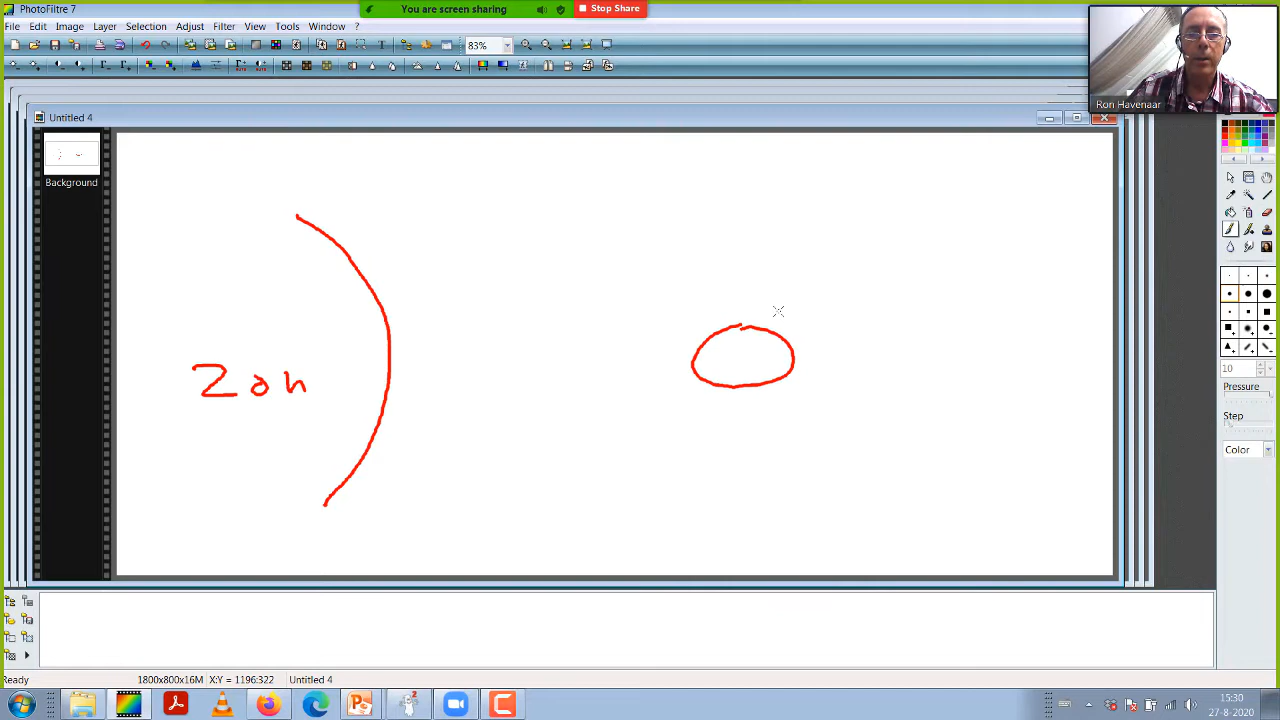 PhotoFiltre 7
You are screen sharing
Stop Share
File Edit Image Layer Selection Adjust Filter View Tools Window ?
83%
Ron Havenaar
Untitled 4
Background
Zon
10
Pressure
Step
Color
Ready 1800x800x16M X:Y = 1196:322 Untitled 4
15:30
27-8-2020